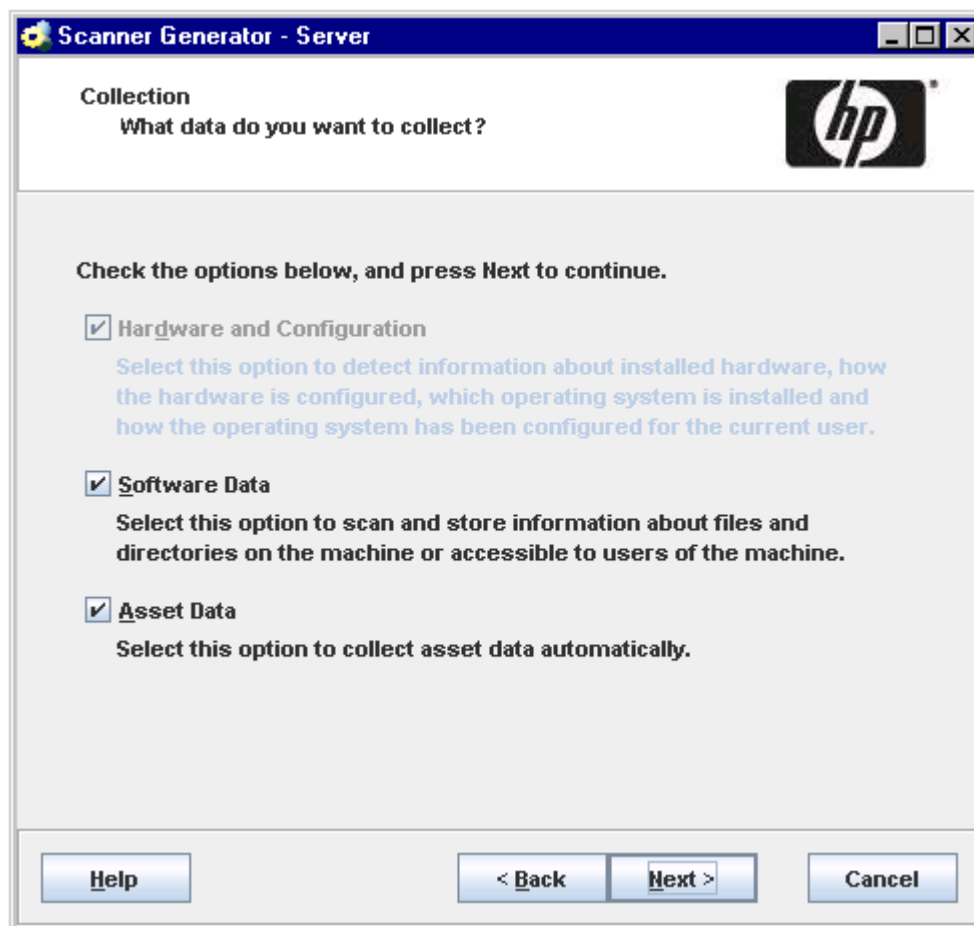 Scanner Generator - Server
Collection
What data do you want to collect?
hp
Check the options below, and press Next to continue.
Hardware and Configuration
Select this option to detect information about installed hardware, how
the hardware is configured, which operating system is installed and
how the operating system has been configured for the current user.
Software Data
Select this option to scan and store information about files and
directories on the machine or accessible to users of the machine.
Asset Data
Select this option to collect asset data automatically.
Help < Back Next > Cancel